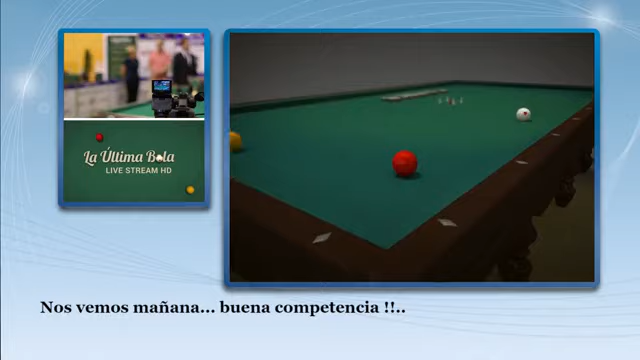 La Última Bola
LIVE STREAM HD
Nos vemos mañana... buena competencia !!..